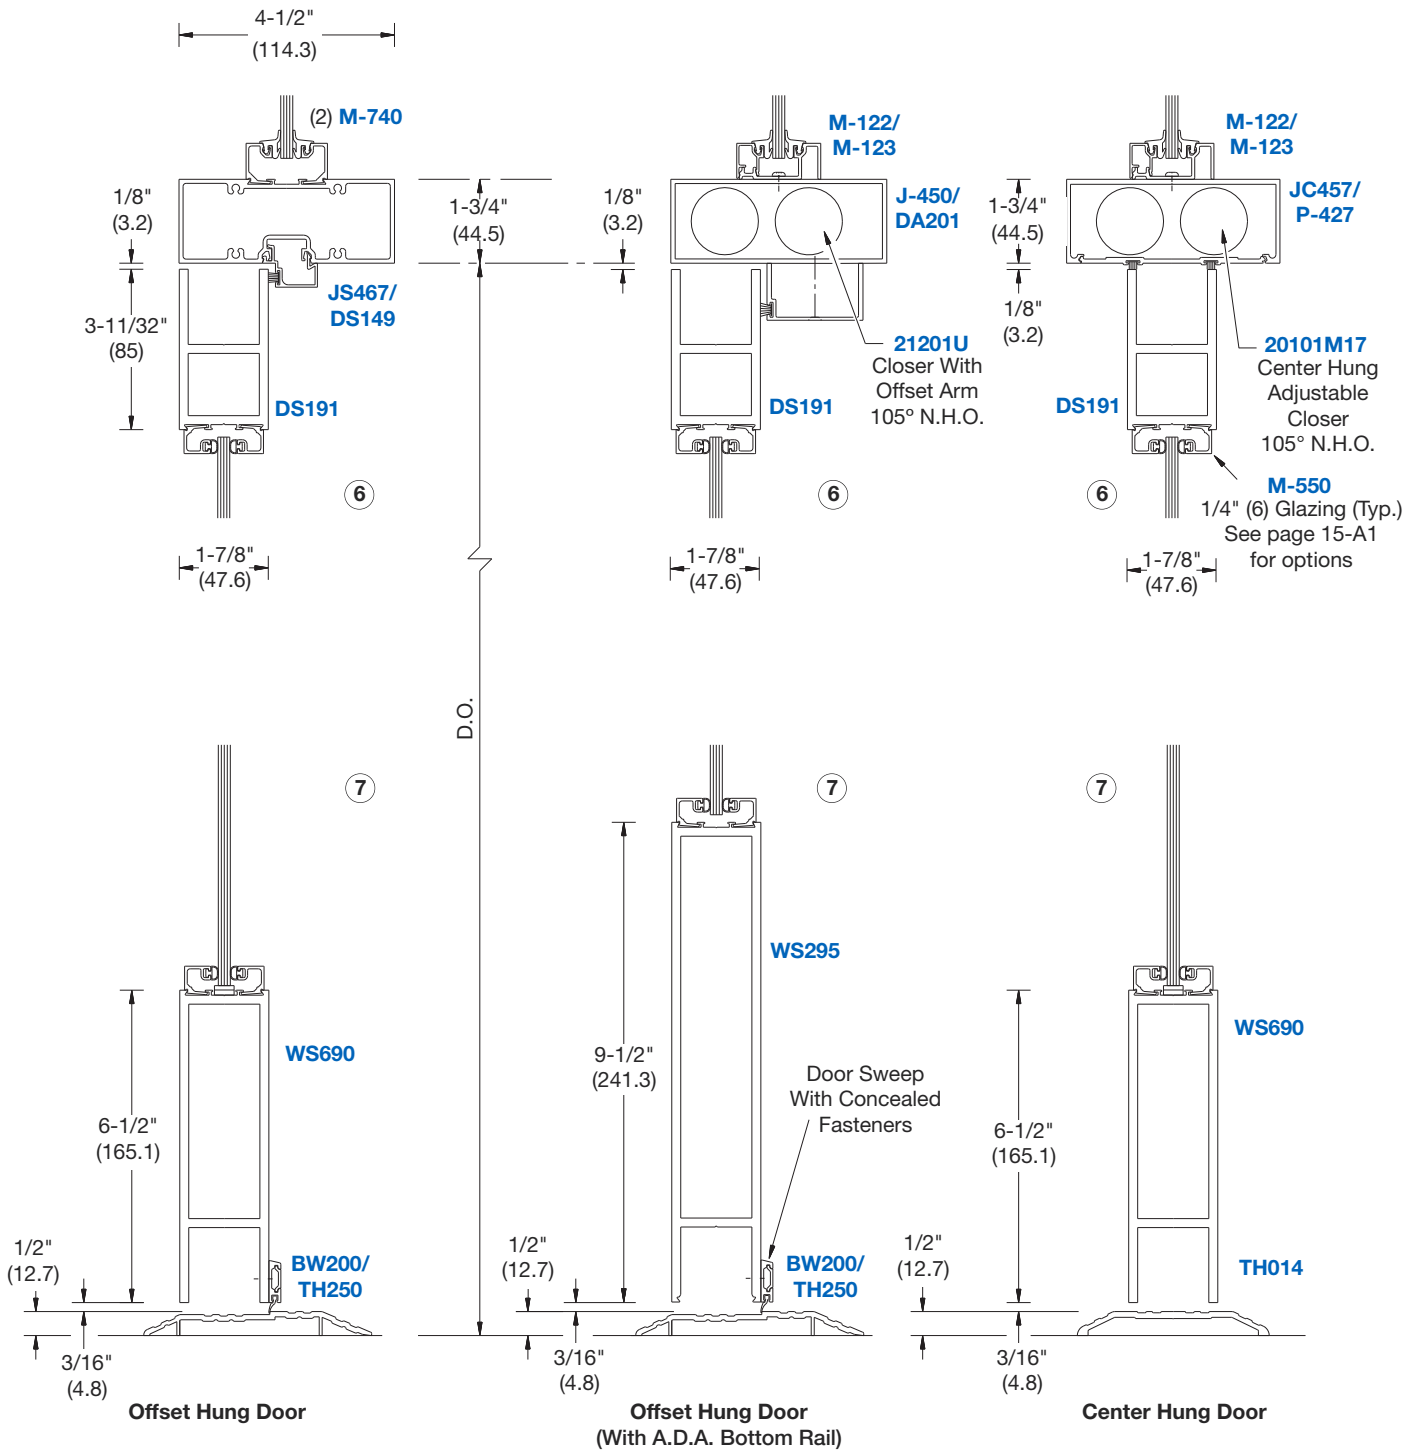 4-1/2"
(114.3)
(2) M-740
1/8"
(3.2)
1-3/4"
(44.5)
JS467/
DS149
3-11/32"
(85)
DS191
6
1-7/8"
(47.6)
M-122/
M-123
1/8"
(3.2)
J-450/
DA201
21201U
Closer With
Offset Arm
105° N.H.O.
DS191
6
1-7/8"
(47.6)
M-122/
M-123
1-3/4"
(44.5)
JC457/
P-427
1/8"
(3.2)
20101M17
Center Hung
Adjustable
Closer
105° N.H.O.
DS191
6
M-550
1/4" (6) Glazing (Typ.)
See page 15-A1
for options
1-7/8"
(47.6)
D.O.
7
WS690
6-1/2"
(165.1)
1/2"
(12.7)
BW200/
TH250
3/16"
(4.8)
Offset Hung Door
7
WS295
9-1/2"
(241.3)
Door Sweep
With Concealed
Fasteners
1/2"
(12.7)
BW200/
TH250
3/16"
(4.8)
Offset Hung Door
(With A.D.A. Bottom Rail)
7
WS690
6-1/2"
(165.1)
1/2"
(12.7)
TH014
3/16"
(4.8)
Center Hung Door